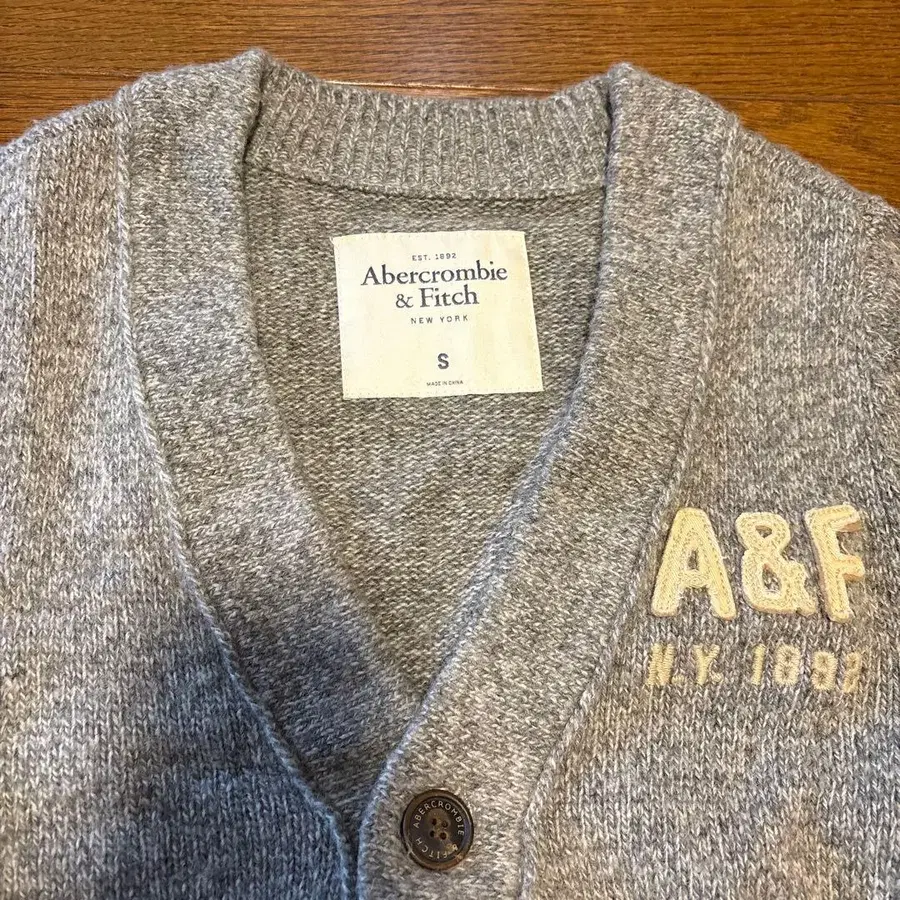 EST. 1892
Abercrombie
& Fitch
NEW YORK
S
MADE IN CHINA
A&F
N.Y. 1892
ABERCROMBIE
& FITCH